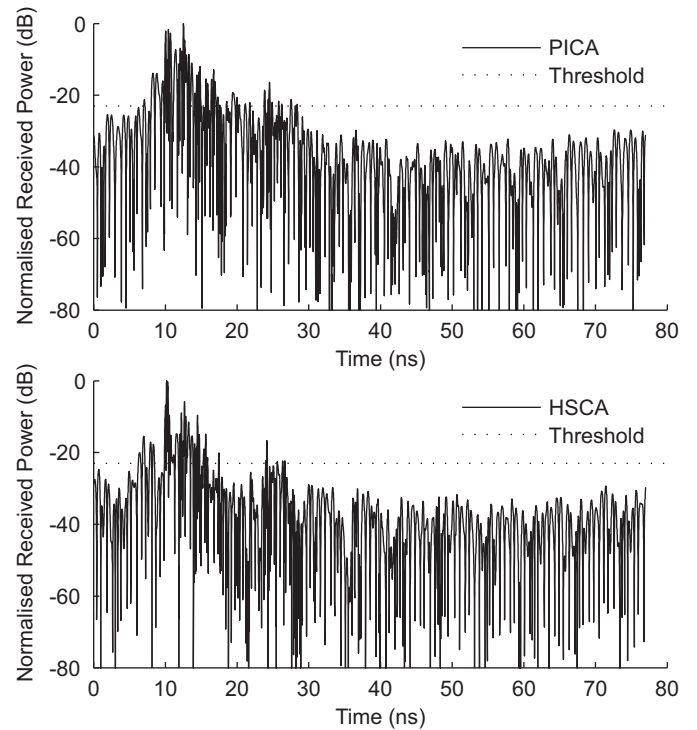 Normalised Received Power (dB)
0
-20
-40
-60
-80
PICA
Threshold
0 10 20 30 40 50 60 70 80
Time (ns)
Normalised Received Power (dB)
0
-20
-40
-60
-80
HSCA
Threshold
0 10 20 30 40 50 60 70 80
Time (ns)